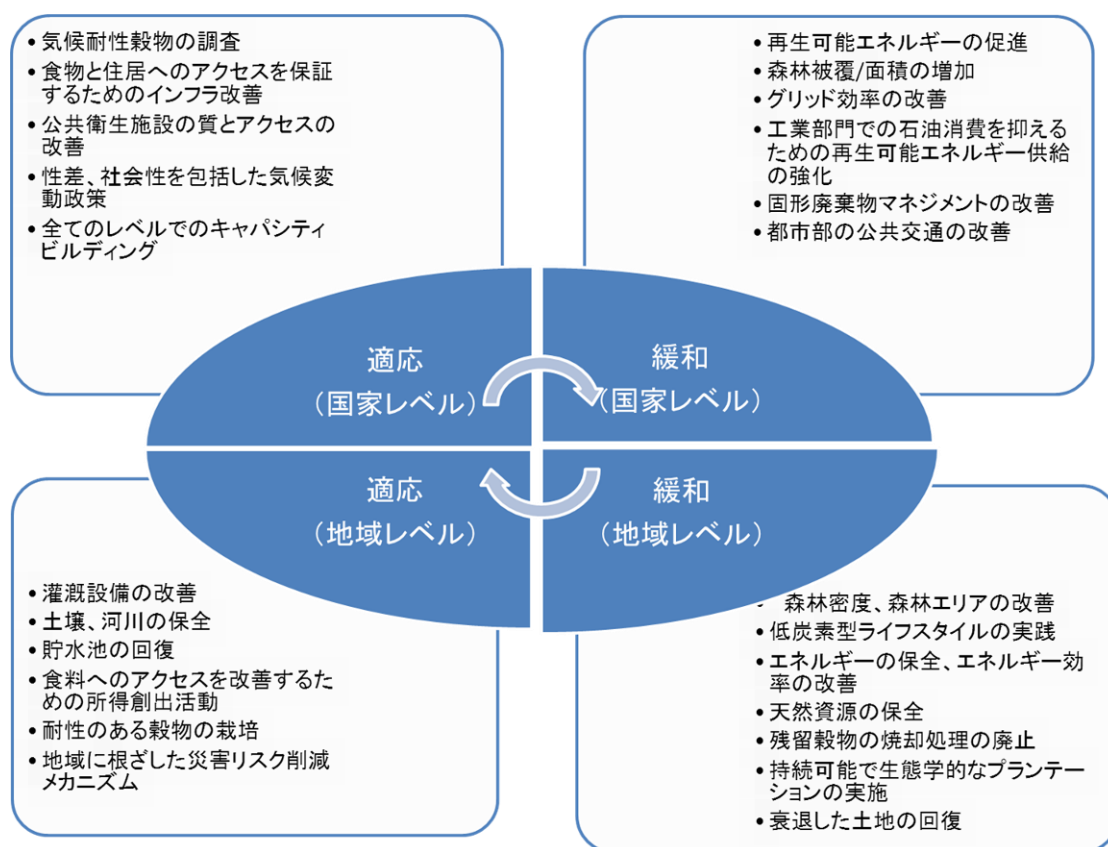 • 気候耐性穀物の調査
• 食物と住居へのアクセスを保証
するためのインフラ改善
• 公共衛生施設の質とアクセスの
改善
• 性差、社会性を包括した気候変
動政策
• 全てのレベルでのキャパシティ
ビルディング
• 再生可能エネルギーの促進
• 森林被覆/面積の増加
• グリッド効率の改善
• 工業部門での石油消費を抑える
ための再生可能エネルギー供給
の強化
• 固形廃棄物マネジメントの改善
• 都市部の公共交通の改善
適応
（国家レベル）
緩和
（国家レベル）
適応
（地域レベル）
緩和
（地域レベル）
• 灌漑設備の改善
• 土壌、河川の保全
• 貯水池の回復
• 食料へのアクセスを改善するた
めの所得創出活動
• 耐性のある穀物の栽培
• 地域に根ざした災害リスク削減
メカニズム
• 森林密度、森林エリアの改善
• 低炭素型ライフスタイルの実践
• エネルギーの保全、エネルギー効
率の改善
• 天然資源の保全
• 残留穀物の焼却処理の廃止
• 持続可能で生態学的なプランテー
ションの実施
• 衰退した土地の回復